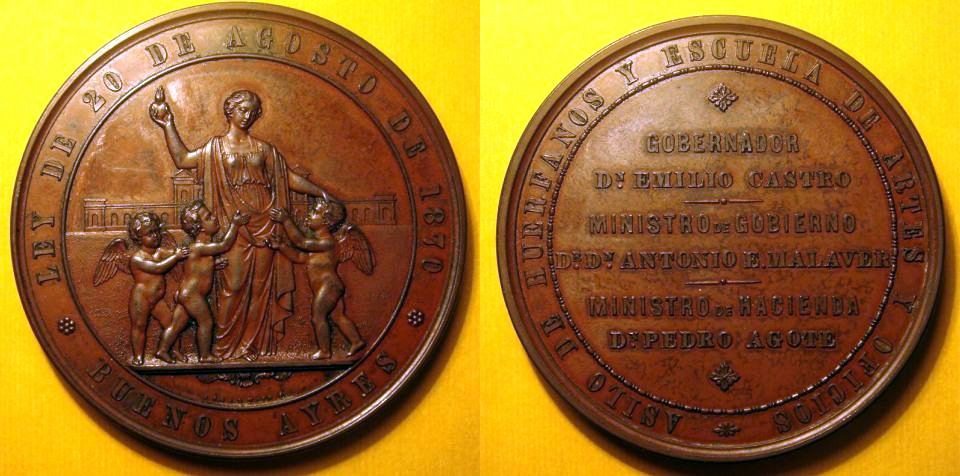 LEY DE 20 DE AGOSTO DE 1870
BUENOS AYRES
ASILO DE HUERFANOS Y ESCUELA DE ARTES Y OFICIOS
GOBERNADOR
Dn. EMILIO CASTRO
MINISTRO DE GOBIERNO
Dr. Dn. ANTONIO E. MALAVER
MINISTRO DE HACIENDA
Dn. PEDRO AGOTE